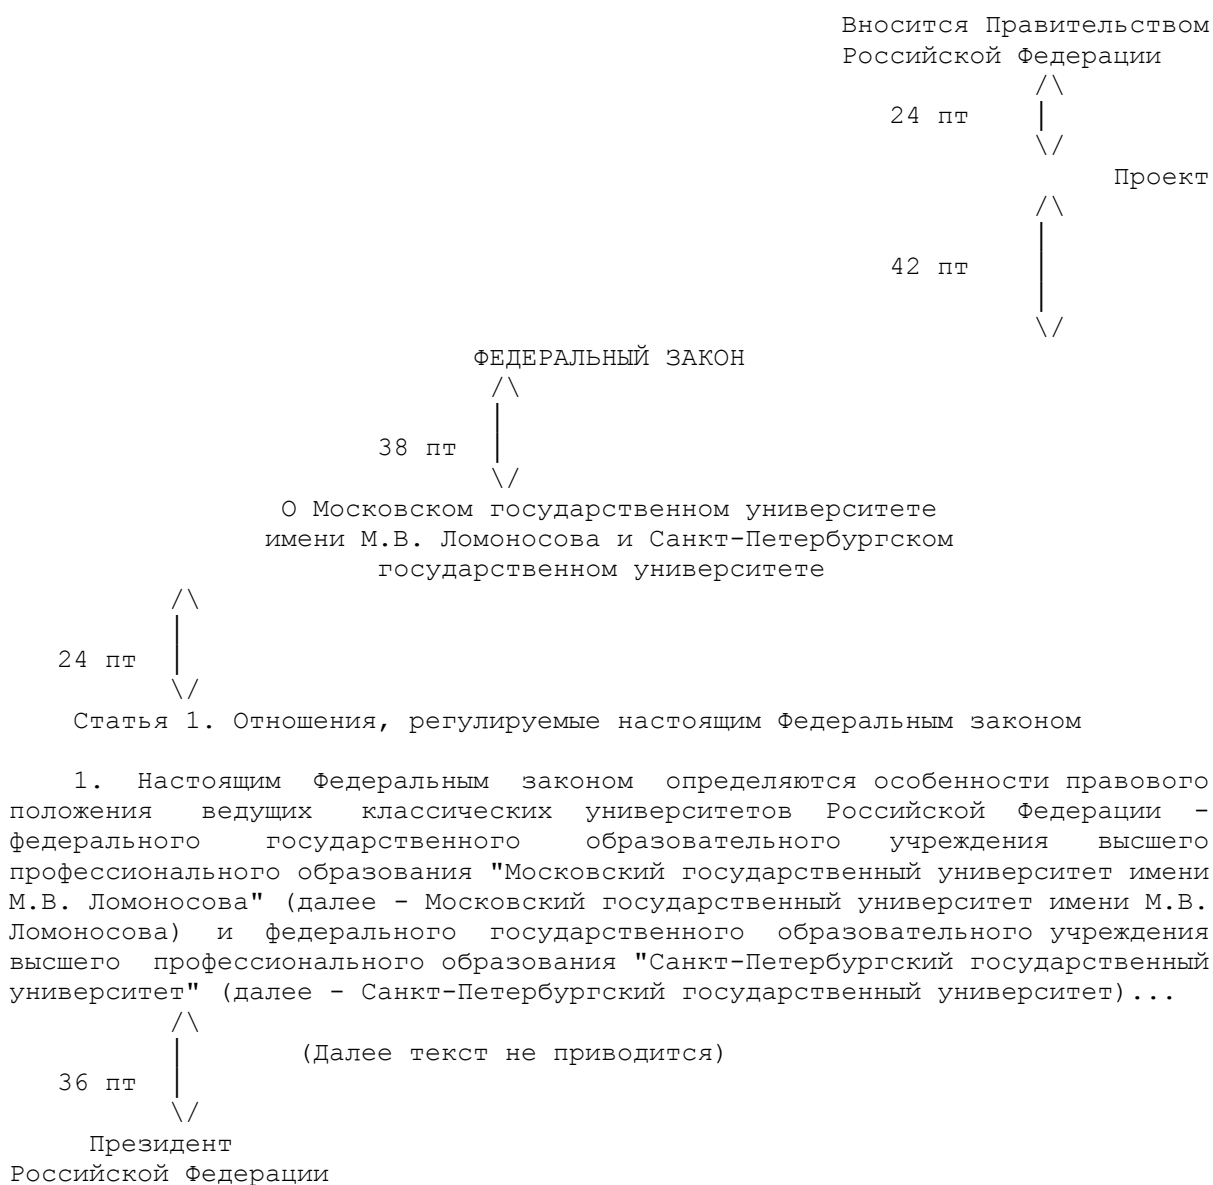 Вносится Правительством
Российской Федерации
/\
24 пт |
\/
Проект
/\
|
42 пт |
|
\/
ФЕДЕРАЛЬНЫЙ ЗАКОН
/\
|
38 пт |
\/
О Московском государственном университете
имени М.В. Ломоносова и Санкт-Петербургском
государственном университете
/\
|
24 пт |
\/
Статья 1. Отношения, регулируемые настоящим Федеральным законом
1. Настоящим Федеральным законом определяются особенности правового
положения ведущих классических университетов Российской Федерации -
федерального государственного образовательного учреждения высшего
профессионального образования "Московский государственный университет имени
М.В. Ломоносова" (далее - Московский государственный университет имени М.В.
Ломоносова) и федерального государственного образовательного учреждения
высшего профессионального образования "Санкт-Петербургский государственный
университет" (далее - Санкт-Петербургский государственный университет)...
/\
| (Далее текст не приводится)
36 пт |
\/
Президент
Российской Федерации